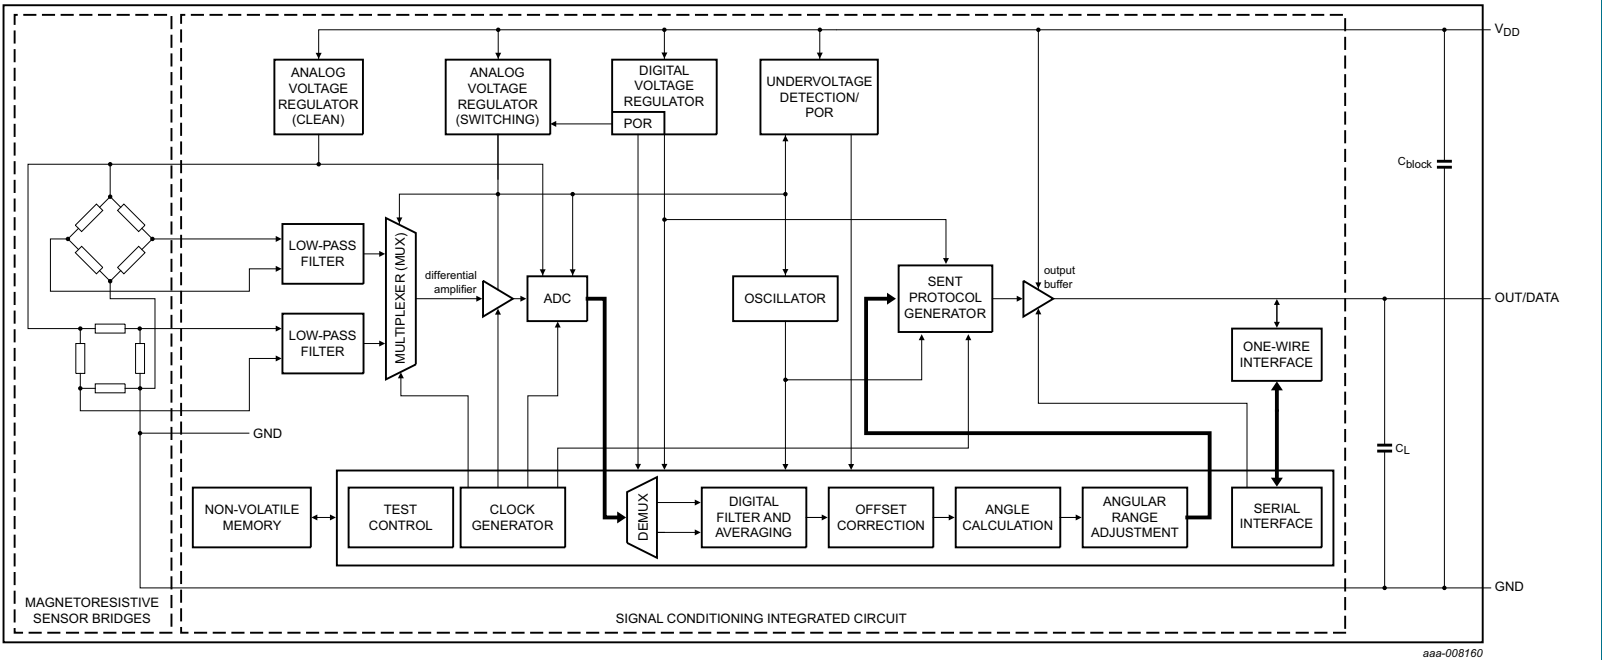 V_DD
ANALOG
VOLTAGE
REGULATOR
(CLEAN)
ANALOG
VOLTAGE
REGULATOR
(SWITCHING)
DIGITAL
VOLTAGE
REGULATOR
POR
UNDERVOLTAGE
DETECTION/
POR
C_block
LOW-PASS
FILTER
LOW-PASS
FILTER
MULTIPLEXER (MUX)
differential
amplifier
ADC
OSCILLATOR
SENT
PROTOCOL
GENERATOR
output
buffer
OUT/DATA
ONE-WIRE
INTERFACE
GND
C_L
NON-VOLATILE
MEMORY
TEST
CONTROL
CLOCK
GENERATOR
DEMUX
DIGITAL
FILTER AND
AVERAGING
OFFSET
CORRECTION
ANGLE
CALCULATION
ANGULAR
RANGE
ADJUSTMENT
SERIAL
INTERFACE
GND
MAGNETORESISTIVE
SENSOR BRIDGES
SIGNAL CONDITIONING INTEGRATED CIRCUIT
aaa-008160